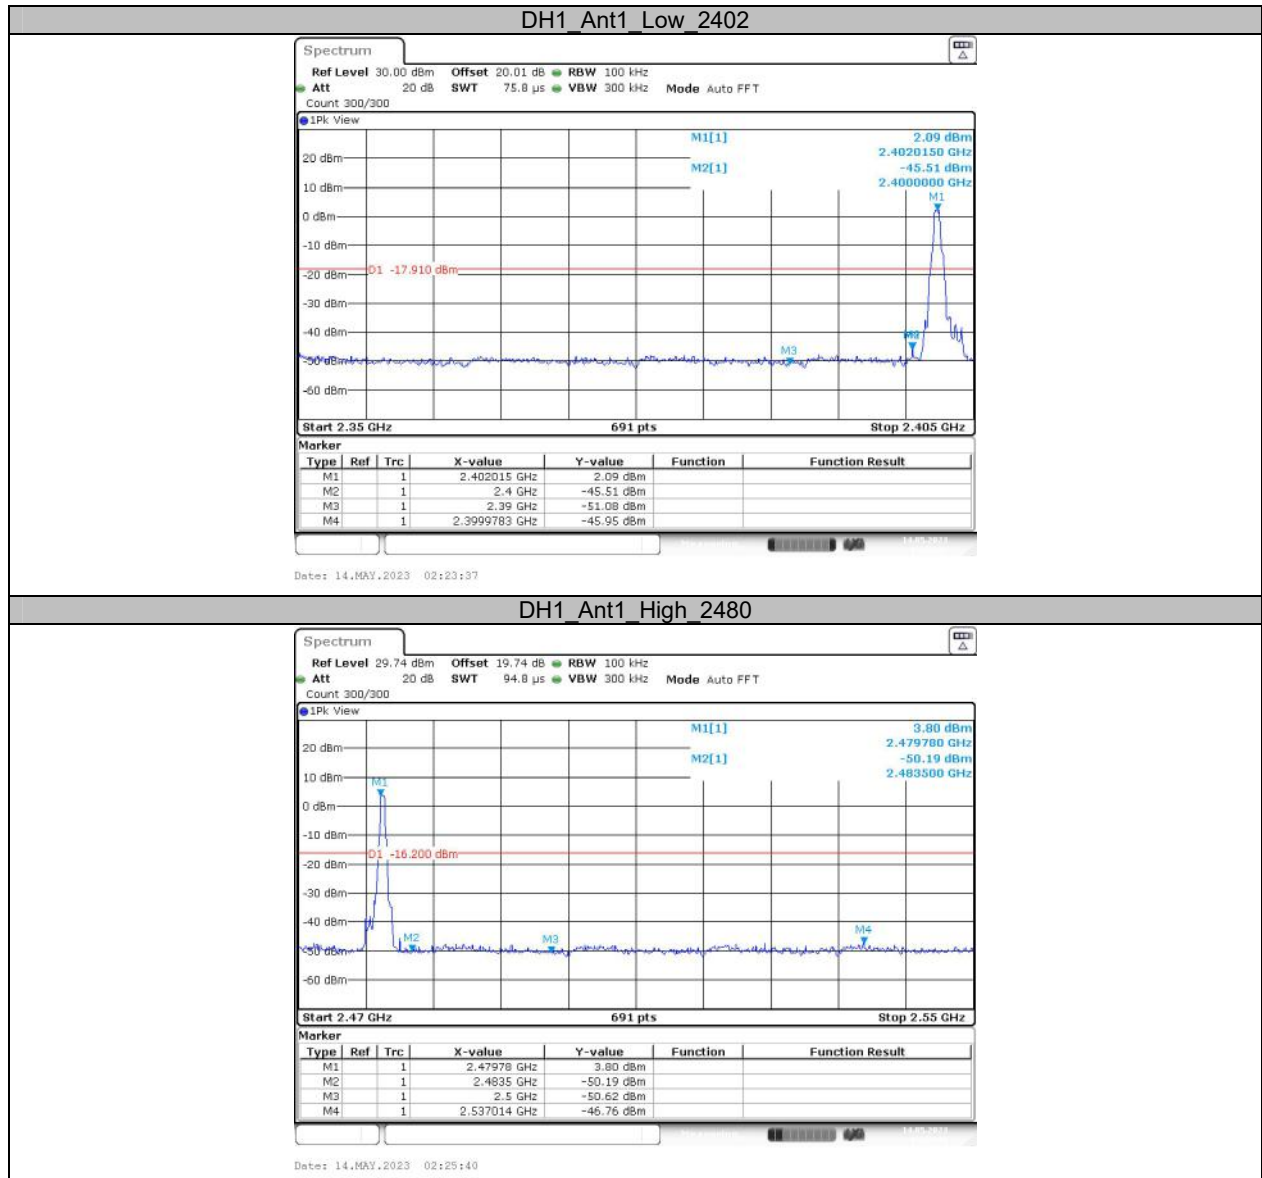 DH1_Ant1_Low_2402
Spectrum
Ref Level 30.00 dBm Offset 20.01 dB RBW 100 kHz
Att 20 dB SWT 75.8 µs VBW 300 kHz Mode Auto FFT
Count 300/300
1Pk View
M1[1] 2.09 dBm
2.4020150 GHz
M2[1] -45.51 dBm
2.4000000 GHz
20 dBm
10 dBm
M1
0 dBm
-10 dBm
D1 -17.910 dBm
-20 dBm
-30 dBm
-40 dBm
M3
-50 dBm
-60 dBm
Start 2.35 GHz 691 pts Stop 2.405 GHz
Marker
Type Ref Trc X-value Y-value Function Function Result
M1 1 2.402015 GHz 2.09 dBm
M2 1 2.4 GHz -45.51 dBm
M3 1 2.39 GHz -51.08 dBm
M4 1 2.3999783 GHz -45.95 dBm
Date: 14.MAY.2023 02:23:37
DH1_Ant1_High_2480
Spectrum
Ref Level 29.74 dBm Offset 19.74 dB RBW 100 kHz
Att 20 dB SWT 94.8 µs VBW 300 kHz Mode Auto FFT
Count 300/300
1Pk View
M1[1] 3.80 dBm
2.479780 GHz
M2[1] -50.19 dBm
2.483500 GHz
20 dBm
10 dBm
M1
0 dBm
-10 dBm
D1 -16.200 dBm
-20 dBm
-30 dBm
-40 dBm
M2 M3 M4
-50 dBm
-60 dBm
Start 2.47 GHz 691 pts Stop 2.55 GHz
Marker
Type Ref Trc X-value Y-value Function Function Result
M1 1 2.47978 GHz 3.80 dBm
M2 1 2.4835 GHz -50.19 dBm
M3 1 2.5 GHz -50.62 dBm
M4 1 2.537014 GHz -46.76 dBm
Date: 14.MAY.2023 02:25:40